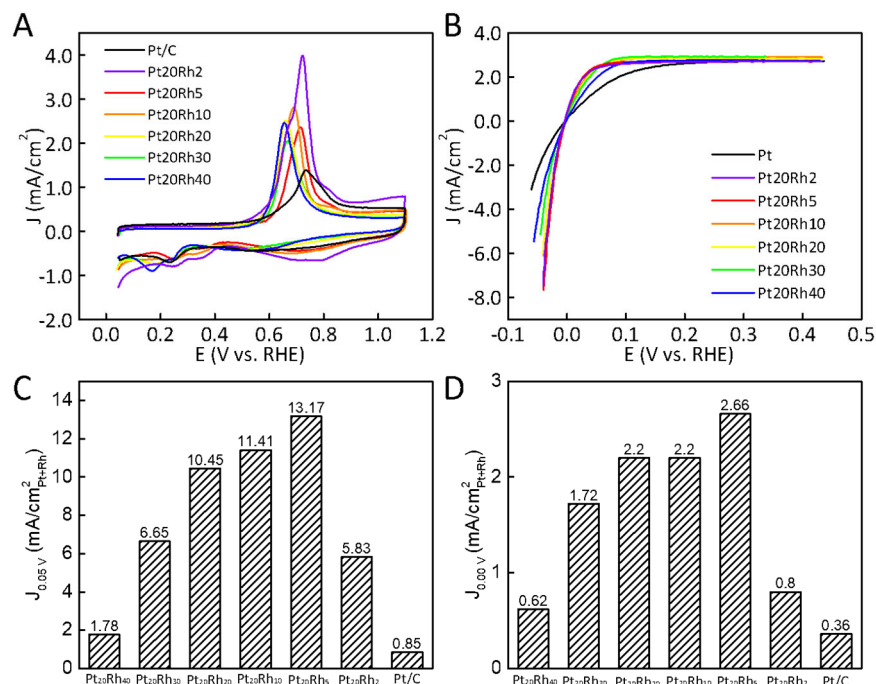 A
J (mA/cm²)
4.0
3.0
2.0
1.0
0.0
-1.0
-2.0
Pt/C
Pt20Rh2
Pt20Rh5
Pt20Rh10
Pt20Rh20
Pt20Rh30
Pt20Rh40
0.0 0.2 0.4 0.6 0.8 1.0 1.2
E (V vs. RHE)
B
J (mA/cm²)
4.0
2.0
0.0
-2.0
-4.0
-6.0
-8.0
Pt
Pt20Rh2
Pt20Rh5
Pt20Rh10
Pt20Rh20
Pt20Rh30
Pt20Rh40
-0.1 0.0 0.1 0.2 0.3 0.4 0.5
E (V vs. RHE)
C
J₀.₀₅ ᵥ (mA/cm²Pt+Rh)
14
12
10
8
6
4
2
0
1.78
6.65
10.45
11.41
13.17
5.83
0.85
Pt₂₀Rh₄₀ Pt₂₀Rh₃₀ Pt₂₀Rh₂₀ Pt₂₀Rh₁₀ Pt₂₀Rh₅ Pt₂₀Rh₂ Pt/C
D
J₀.₀₀ ᵥ (mA/cm²Pt+Rh)
3
2
1
0
0.62
1.72
2.2
2.2
2.66
0.8
0.36
Pt₂₀Rh₄₀ Pt₂₀Rh₃₀ Pt₂₀Rh₂₀ Pt₂₀Rh₁₀ Pt₂₀Rh₅ Pt₂₀Rh₂ Pt/C